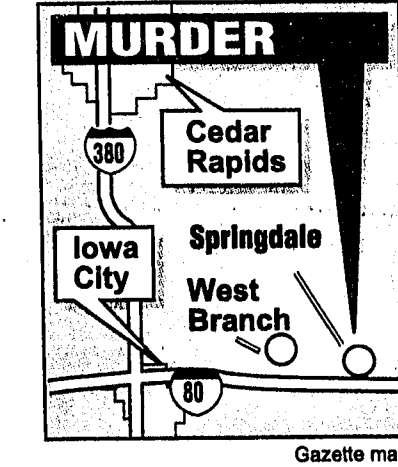 MURDER
Cedar
Rapids
380
Springdale
Iowa
City
West
Branch
80
Gazette ma